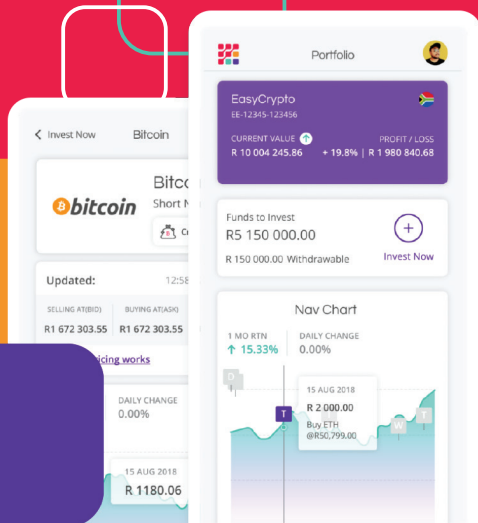 Invest Now
Bitcoin
bitcoin
Short
Updated:
12:58
SELLING AT(BID)
BUYING AT(ASK)
R1 672 303.55
R1 672 303.55
works
DAILY CHANGE
0.00%
15 AUG 2018
R 1180.06
Portfolio
EasyCrypto
EE-12345-123456
CURRENT VALUE
PROFIT / LOSS
R 10 004 245.86
+ 19.8% | R 1 980 840.68
Funds to Invest
R5 150 000.00
R 150 000.00 Withdrawable
Invest Now
Nav Chart
1 MO RTN
DAILY CHANGE
15.33%
0.00%
D
T
15 AUG 2018
R 2 000.00
Buy ETH
@R50,799.00
W
T